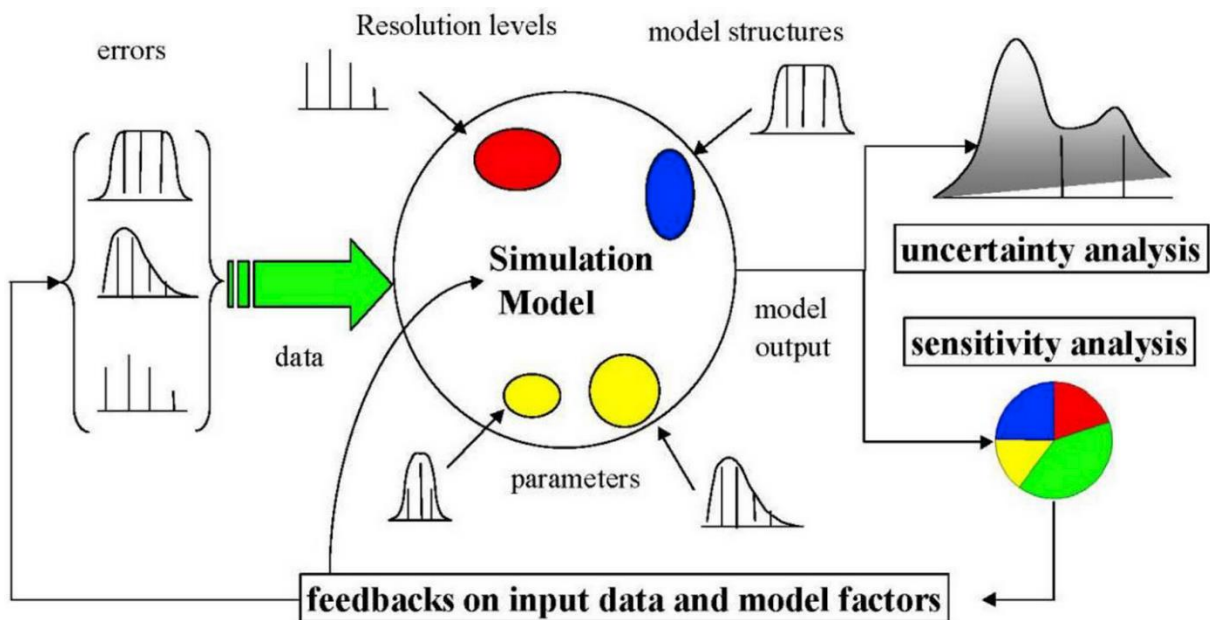 errors
Resolution levels
model structures
uncertainty analysis
Simulation
Model
data
model
output
sensitivity analysis
parameters
feedbacks on input data and model factors